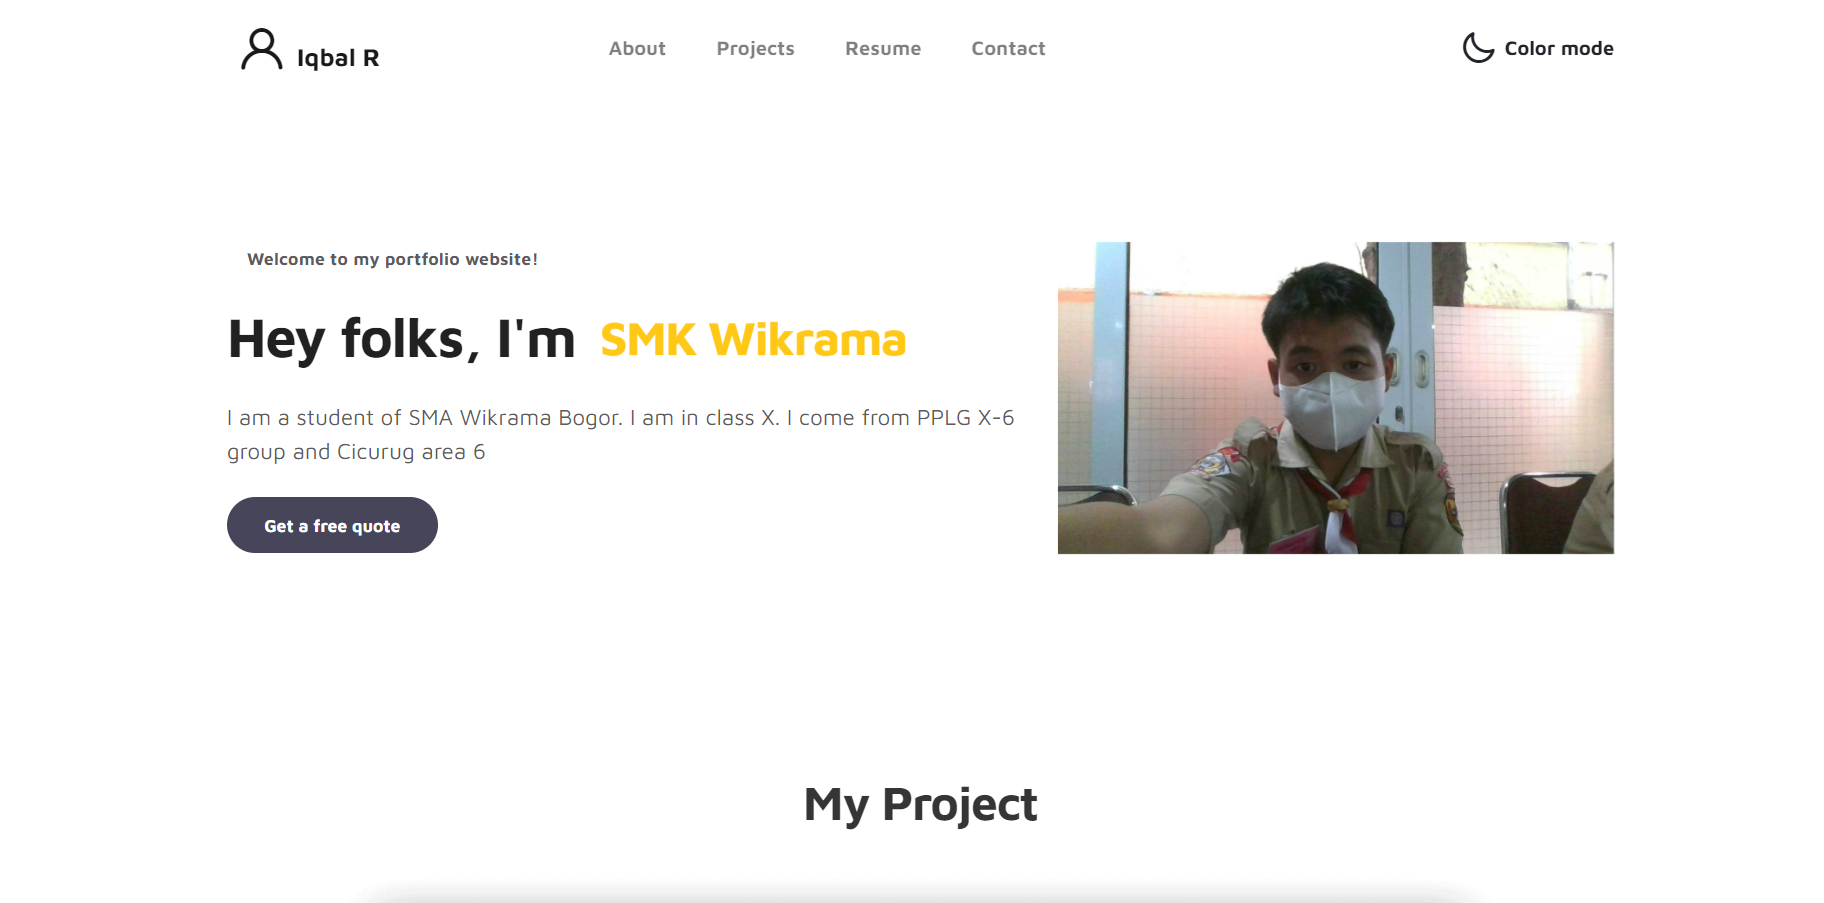 Iqbal R
About Projects Resume Contact
Color mode
Welcome to my portfolio website!
Hey folks, I'm SMK Wikrama
I am a student of SMA Wikrama Bogor. I am in class X. I come from PPLG X-6
group and Cicurug area 6
Get a free quote
My Project